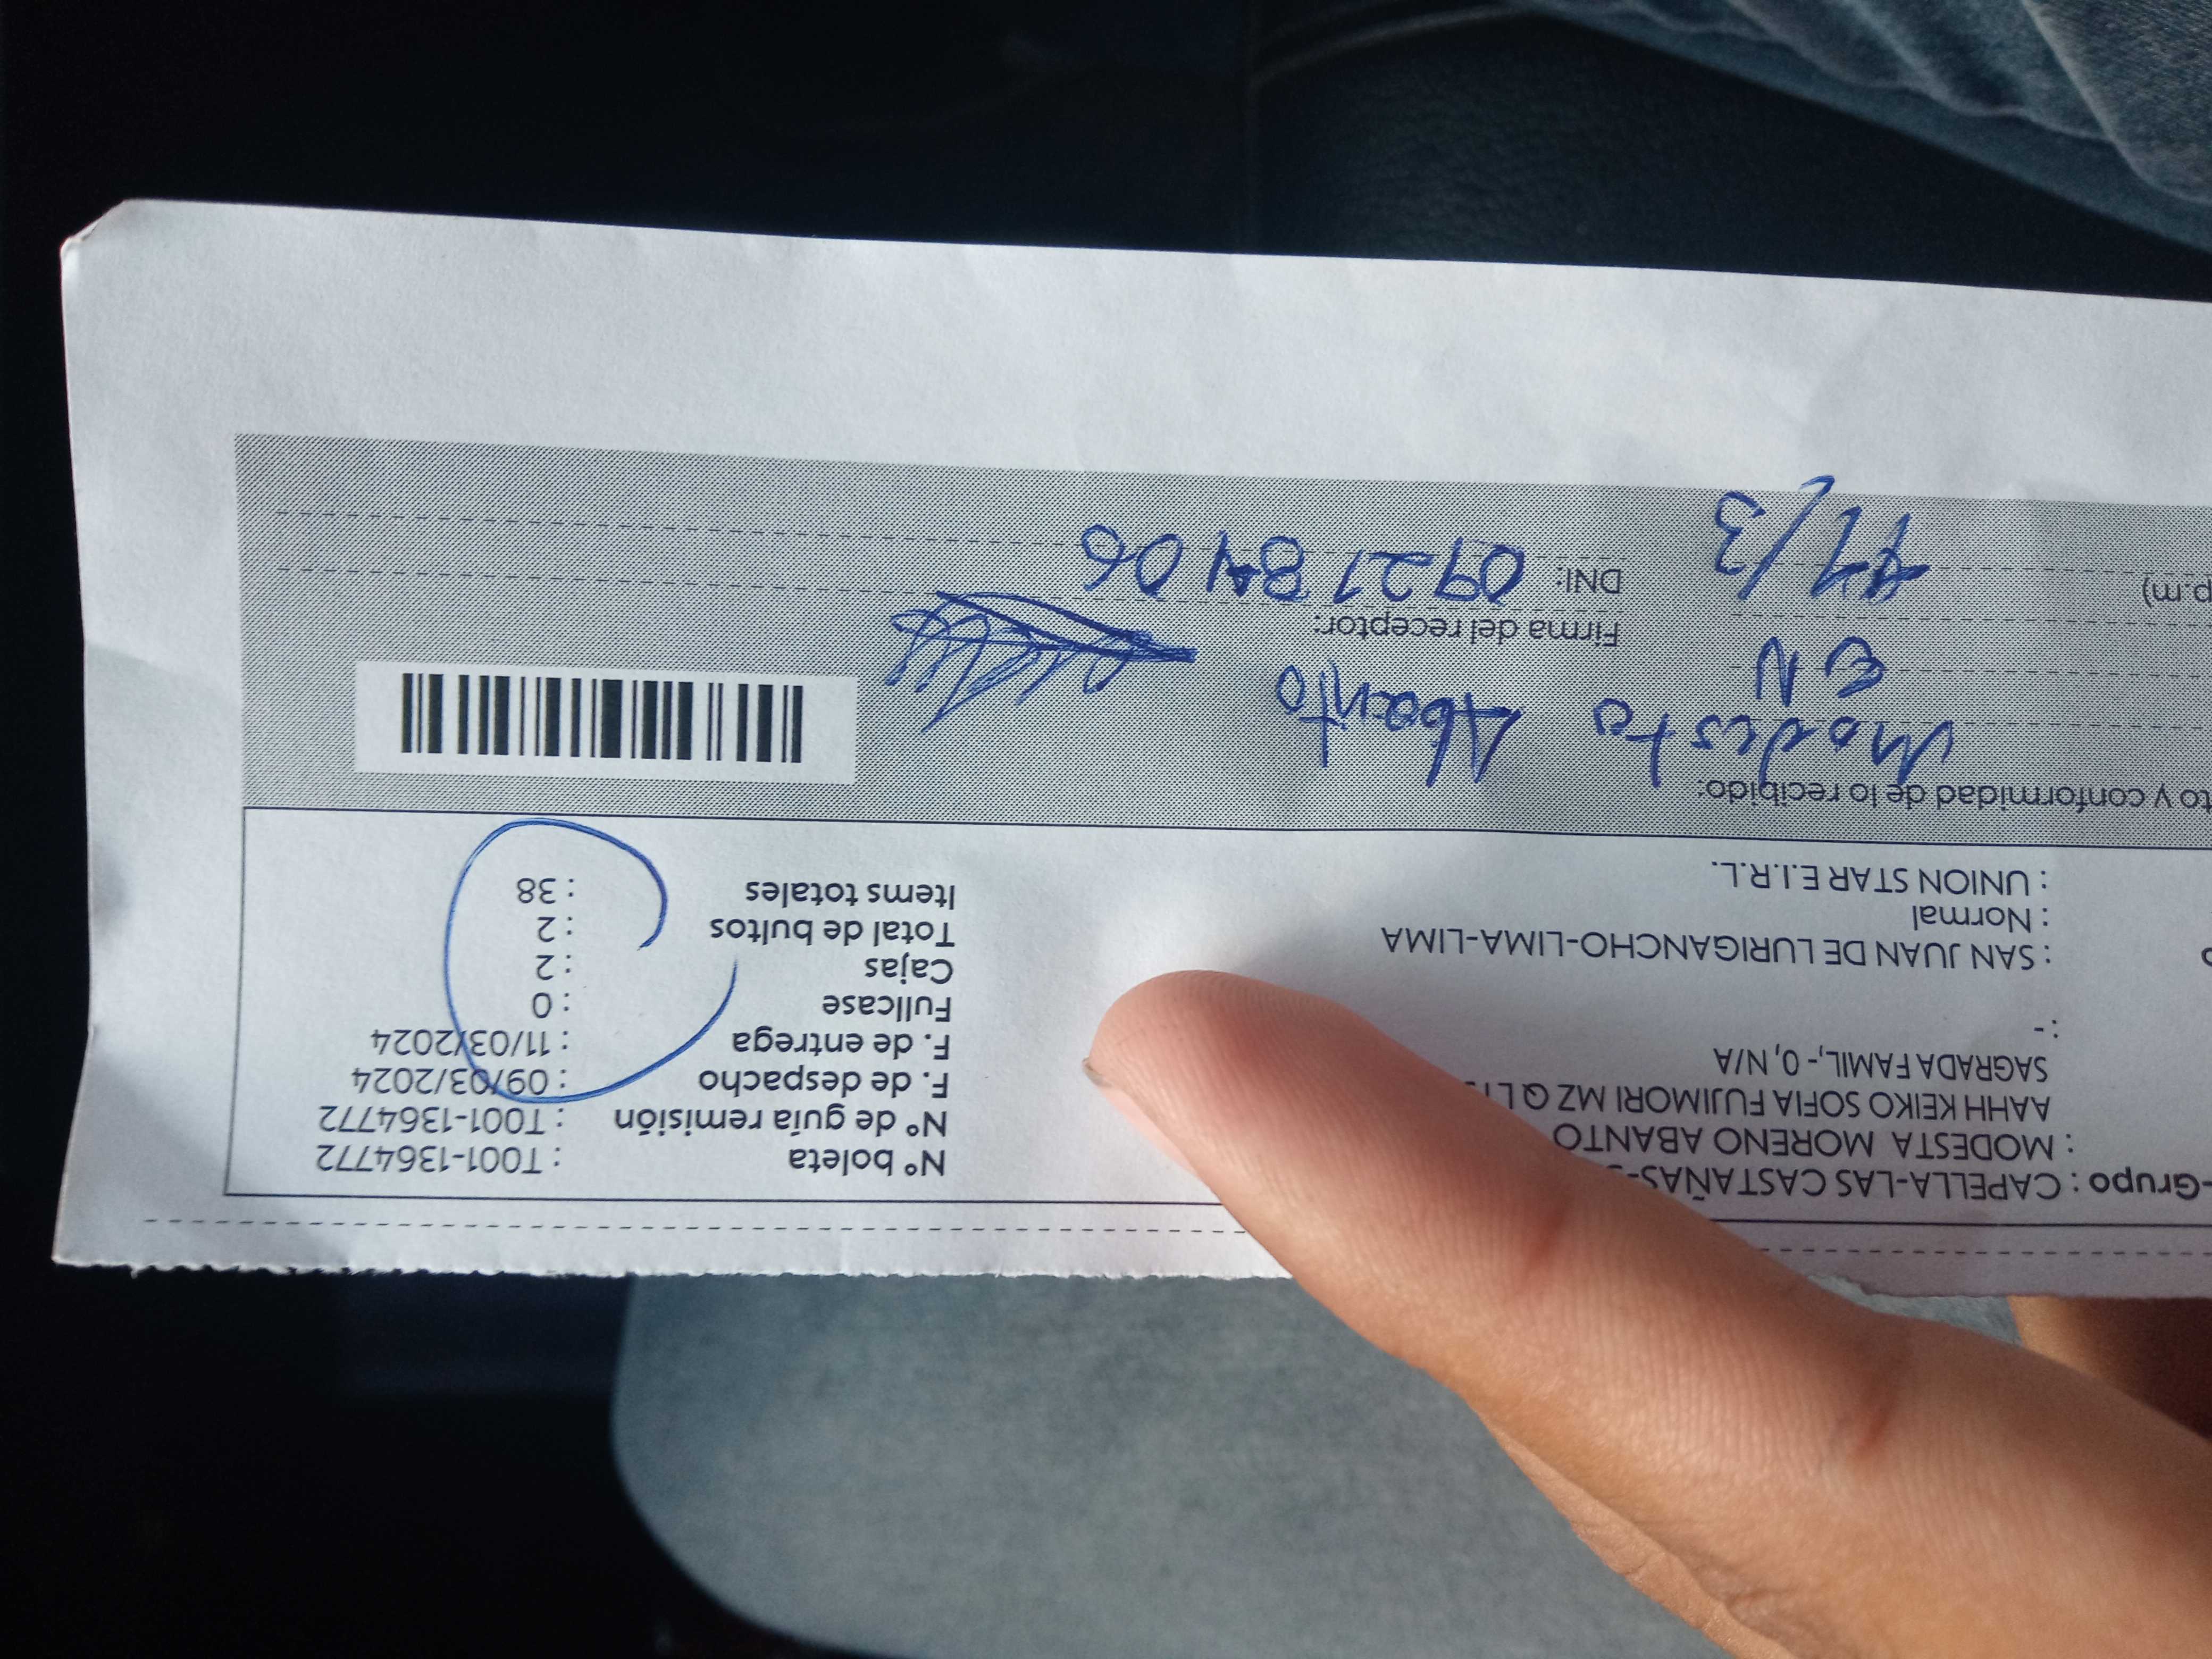 -Grupo : CAPELLA-LAS CASTAÑAS-
: MODESTA MORENO ABANTO
AAHH KEIKO SOFIA FUJIMORI MZ Q LT
SAGRADA FAMIL,-, 0, N/A
: -
: SAN JUAN DE LURIGANCHO-LIMA-LIMA
: Normal
: UNION STAR E.I.R.L.
N° boleta : T001-1364772
N° de guía remisión : T001-1364772
F. de despacho : 09/03/2024
F. de entrega : 11/03/2024
Fullcase : 0
Cajas : 2
Total de bultos : 2
Items totales : 38
to y conformidad de lo recibido:
Modesta Abanto
EN
Firma del receptor:
p.m)
11/3
DNI: